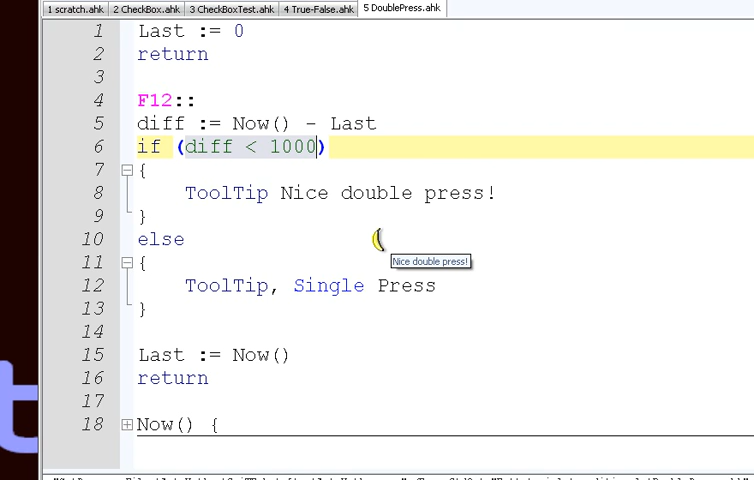 1 scratch.ahk 2 CheckBox.ahk 3 CheckBoxTest.ahk 4 True-False.ahk 5 DoublePress.ahk
1 Last := 0
2 return
3
4 F12::
5 diff := Now() - Last
6 if (diff < 1000)
7 {
8 ToolTip Nice double press!
9 }
10 else
Nice double press!
11 {
12 ToolTip, Single Press
13 }
14
15 Last := Now()
16 return
17
18 Now() {
t